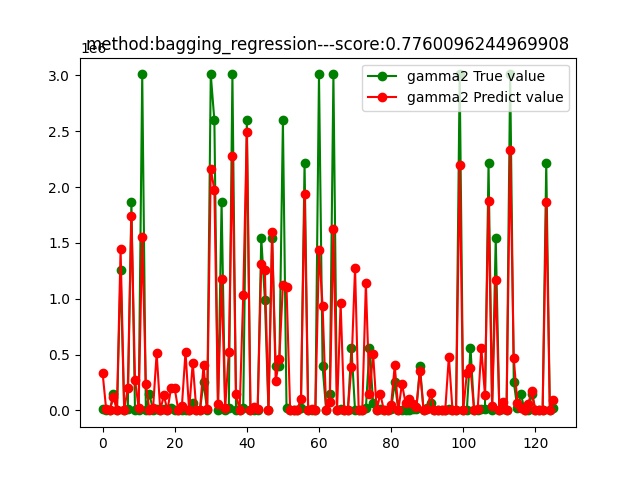 method:bagging_regression---score:0.7760096244969908
1e6
gamma2 True value
gamma2 Predict value
3.0
2.5
2.0
1.5
1.0
0.5
0.0
0 20 40 60 80 100 120